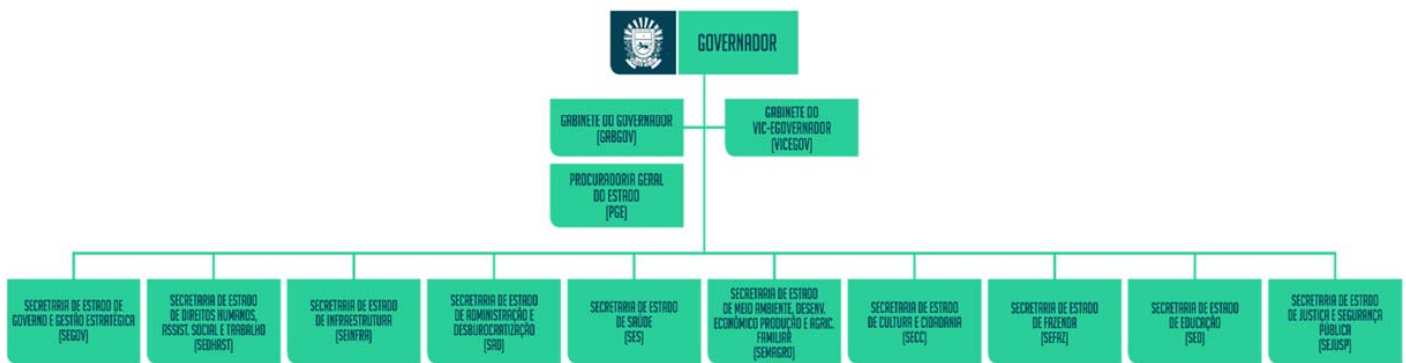 GOVERNADOR
GABINETE DO GOVERNADOR
(GABGOV)
GABINETE DO
VIC-EGOVERNADOR
(VICEGOV)
PROCURADORIA GERAL
DO ESTADO
(PGE)
SECRETARIA DE ESTADO DE
GOVERNO E GESTÃO ESTRATÉGICA
(SEGOV)
SECRETARIA DE ESTADO
DE DIREITOS HUMANOS,
ASSIST. SOCIAL E TRABALHO
(SEDHAST)
SECRETARIA DE ESTADO
DE INFRAESTRUTURA
(SEINFRA)
SECRETARIA DE ESTADO
DE ADMINISTRAÇÃO E
DESBUROCRATIZAÇÃO
(SAD)
SECRETARIA DE ESTADO
DE SAÚDE
(SES)
SECRETARIA DE ESTADO
DE MEIO AMBIENTE, DESENV.
ECONÔMICO PRODUÇÃO E AGRIC.
FAMILIAR
(SEMAGRO)
SECRETARIA DE ESTADO
DE CULTURA E CIDADANIA
(SECC)
SECRETARIA DE ESTADO
DE FAZENDA
(SEFAZ)
SECRETARIA DE ESTADO
DE EDUCAÇÃO
(SED)
SECRETARIA DE ESTADO
DE JUSTIÇA E SEGURANÇA
PÚBLICA
(SEJUSP)